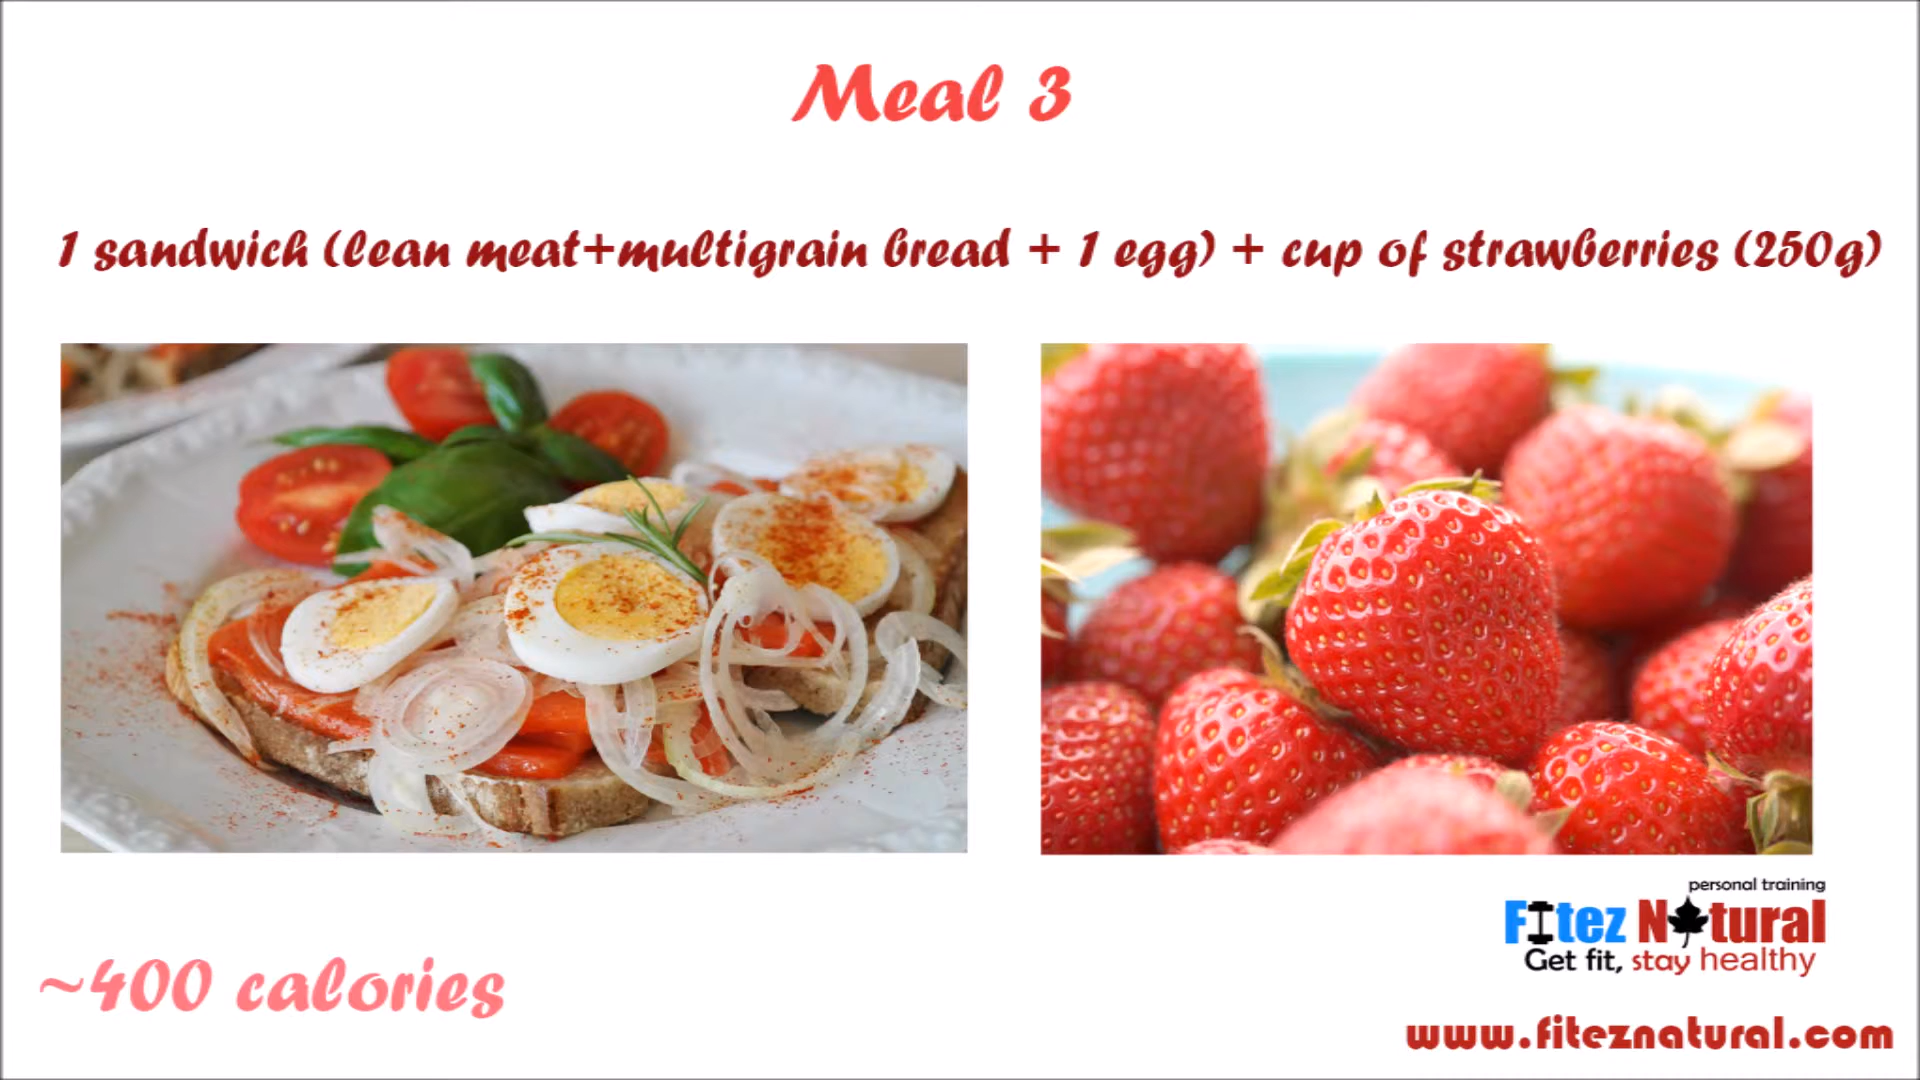 Meal 3
1 sandwich (lean meat+multigrain bread + 1 egg) + cup of strawberries (250g)
personal training
Fitez Natural
Get fit, stay healthy
~400 calories
www.fiteznatural.com